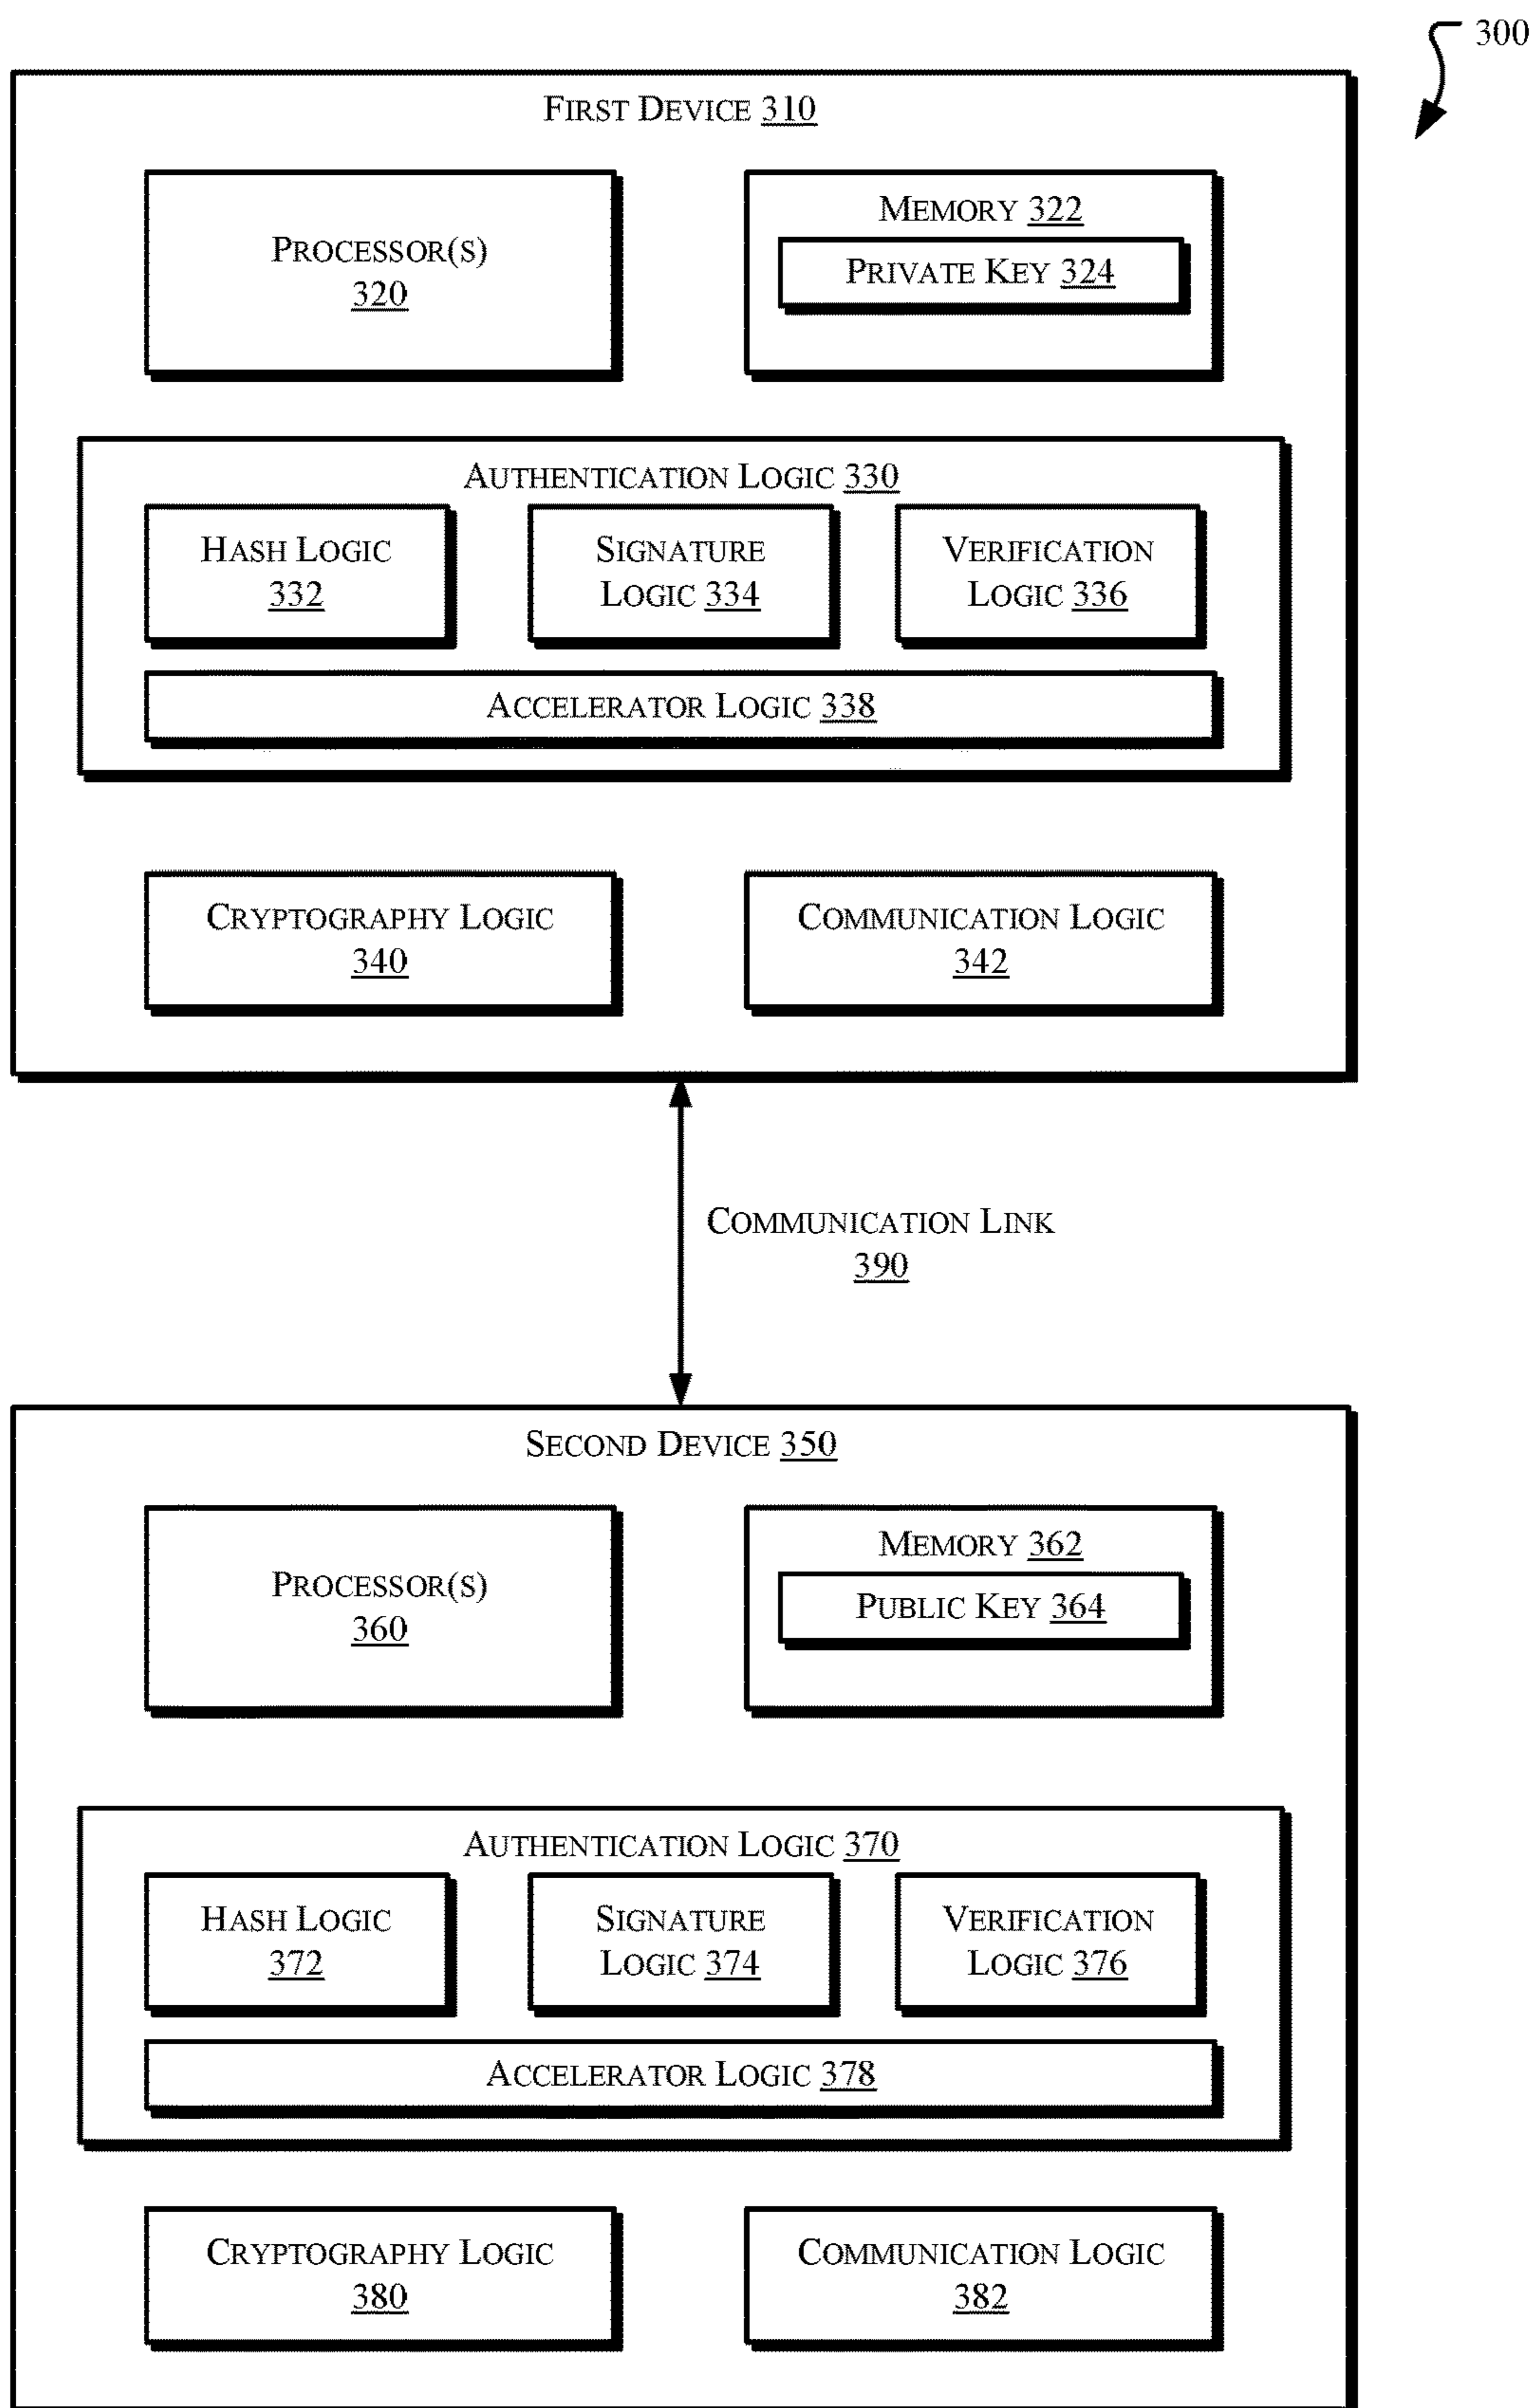 300
FIRST DEVICE 310
PROCESSOR(S)
320
MEMORY 322
PRIVATE KEY 324
AUTHENTICATION LOGIC 330
HASH LOGIC
332
SIGNATURE
LOGIC 334
VERIFICATION
LOGIC 336
ACCELERATOR LOGIC 338
CRYPTOGRAPHY LOGIC
340
COMMUNICATION LOGIC
342
COMMUNICATION LINK
390
SECOND DEVICE 350
PROCESSOR(S)
360
MEMORY 362
PUBLIC KEY 364
AUTHENTICATION LOGIC 370
HASH LOGIC
372
SIGNATURE
LOGIC 374
VERIFICATION
LOGIC 376
ACCELERATOR LOGIC 378
CRYPTOGRAPHY LOGIC
380
COMMUNICATION LOGIC
382